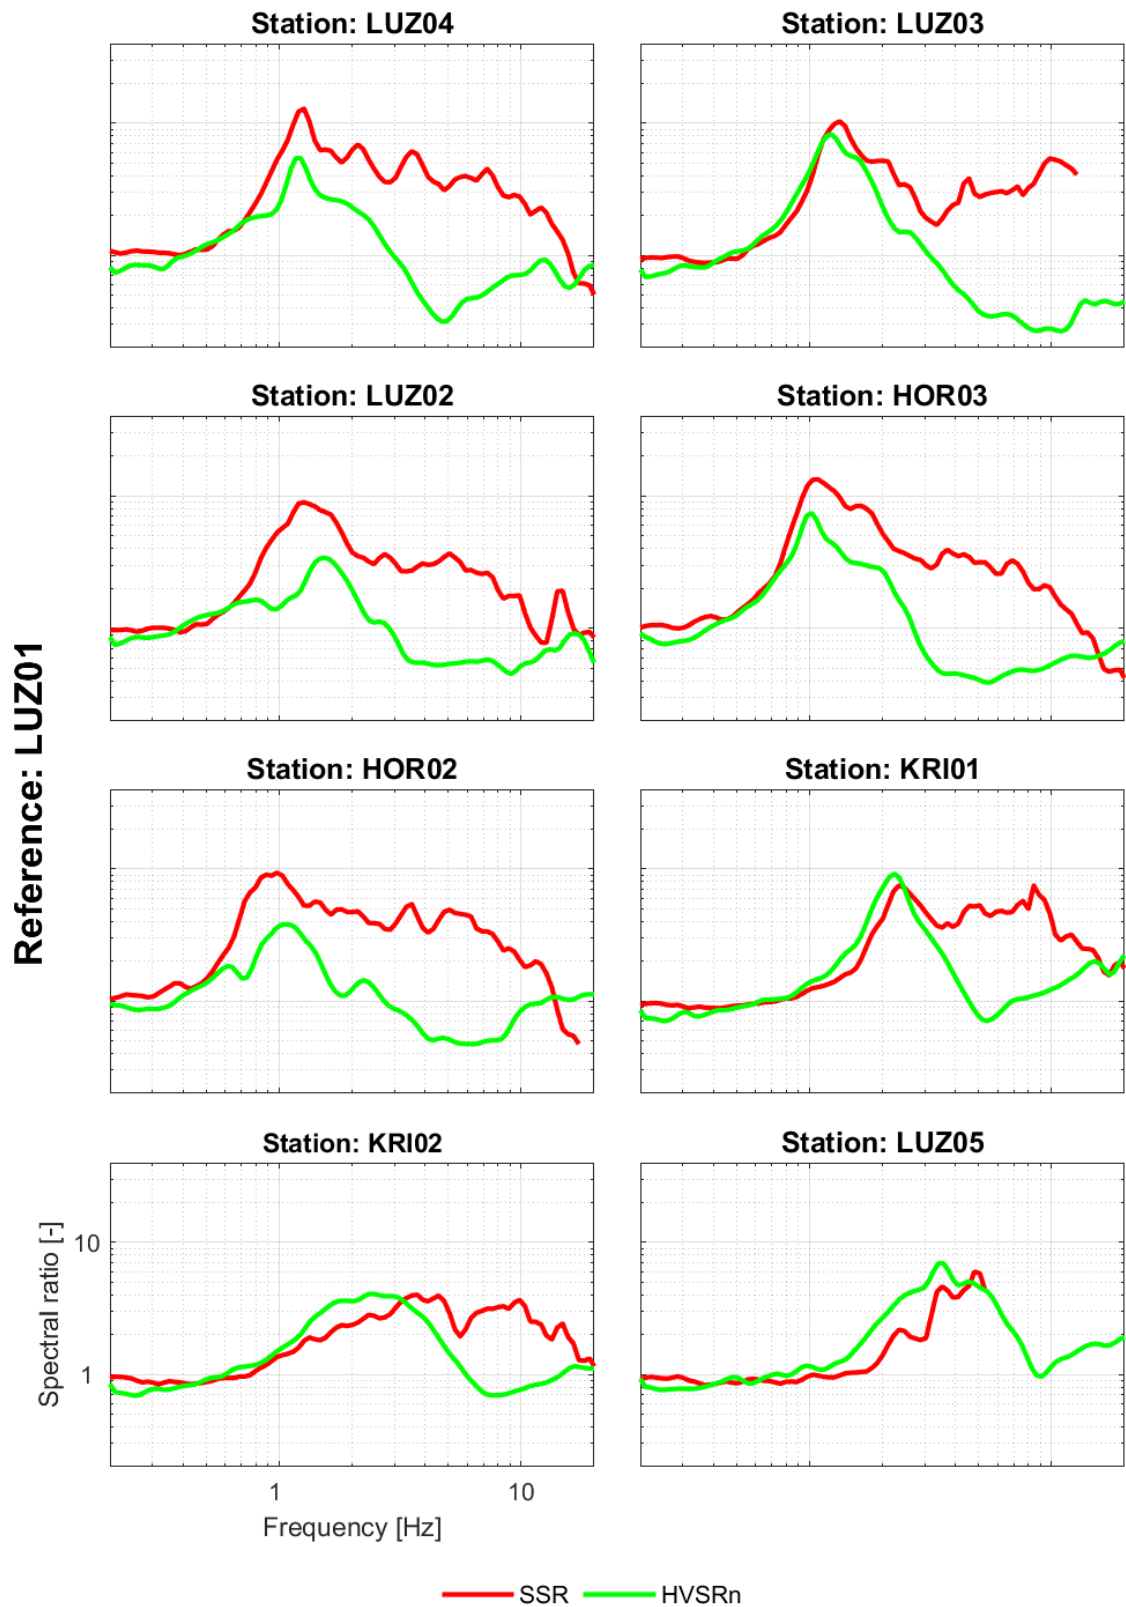 Station: LUZ04
Station: LUZ03
Station: LUZ02
Station: HOR03
Reference: LUZ01
Station: HOR02
Station: KRI01
Station: KRI02
Station: LUZ05
Spectral ratio [-]
10
1
1
10
Frequency [Hz]
SSR
HVSRn